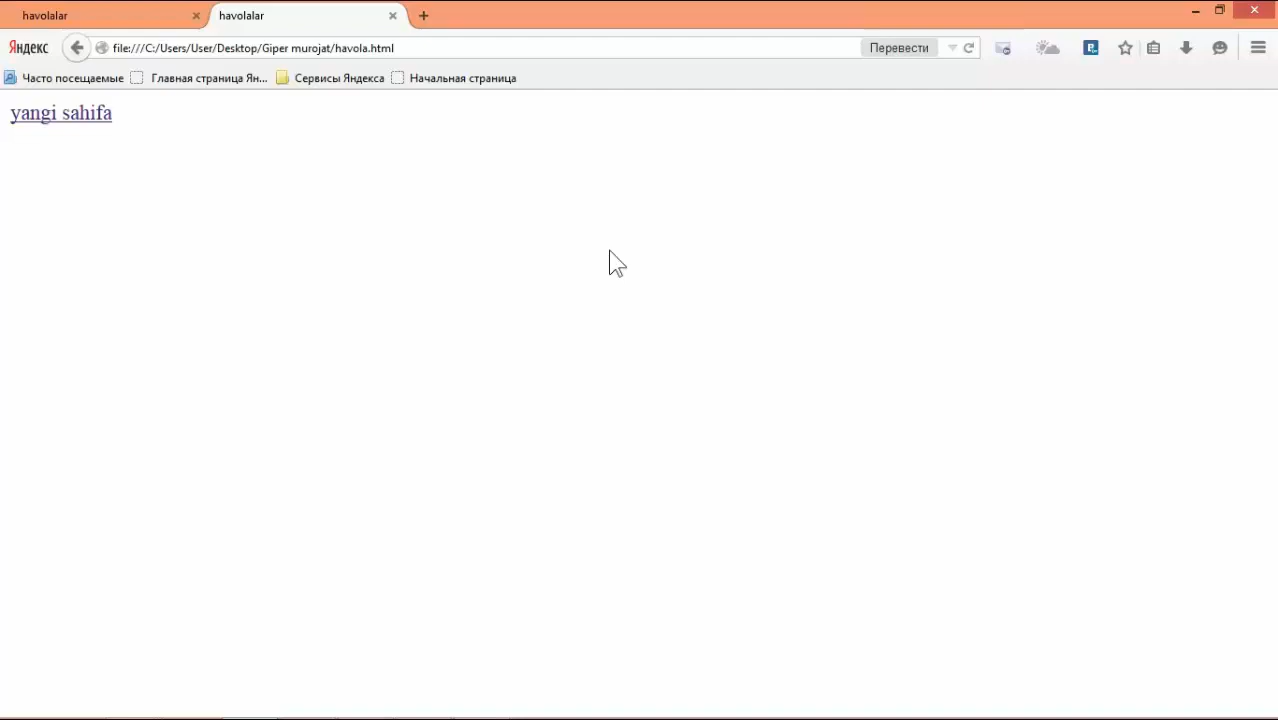 havolalar
havolalar
Яндекс
file:///C:/Users/User/Desktop/Giper murojat/havola.html
Перевести
Часто посещаемые
Главная страница Ян...
Сервисы Яндекса
Начальная страница
yangi sahifa